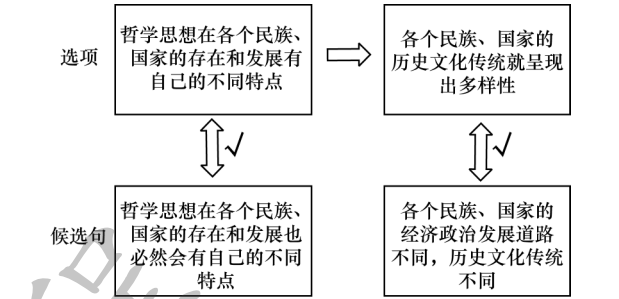 选项
哲学思想在各个民族、
国家的存在和发展有
自己的不同特点
各个民族、国家的
历史文化传统就呈现
出多样性
候选句
哲学思想在各个民族、
国家的存在和发展也
必然会有自己的不同
特点
各个民族、国家的
经济政治发展道路
不同，历史文化传统
不同